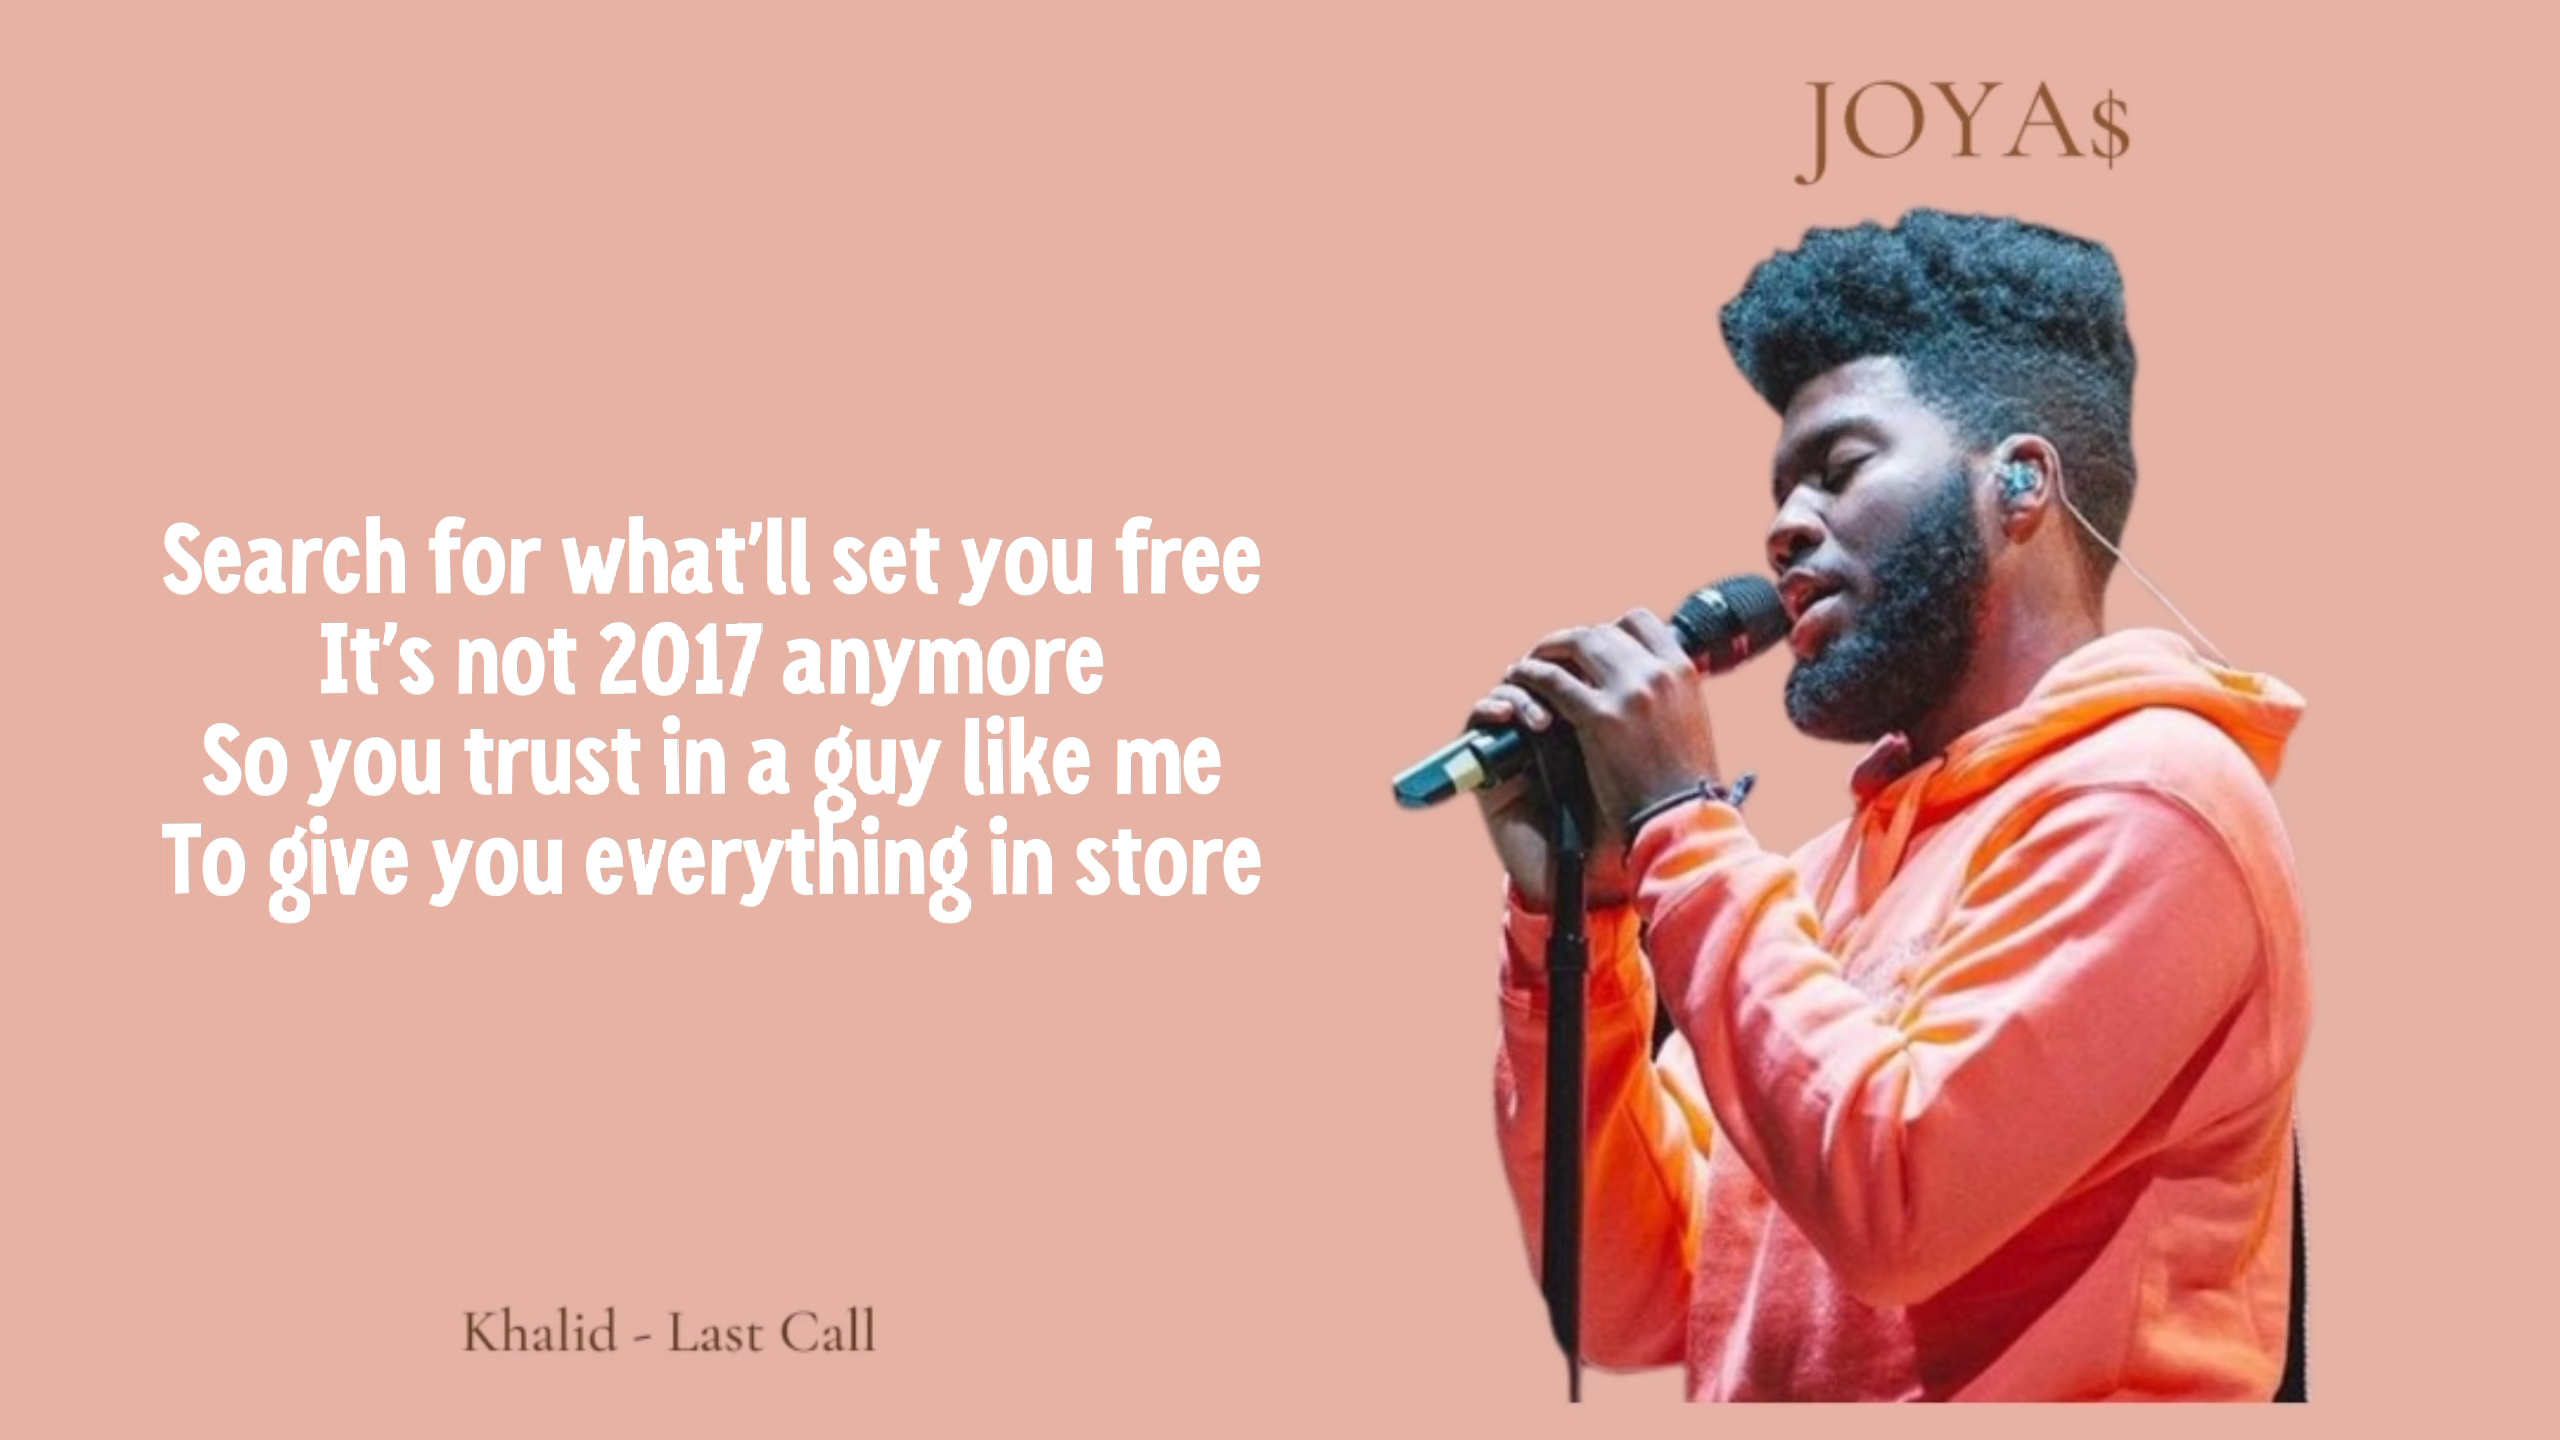 JOYA$
Search for what'll set you free
It's not 2017 anymore
So you trust in a guy like me
To give you everything in store
Khalid - Last Call